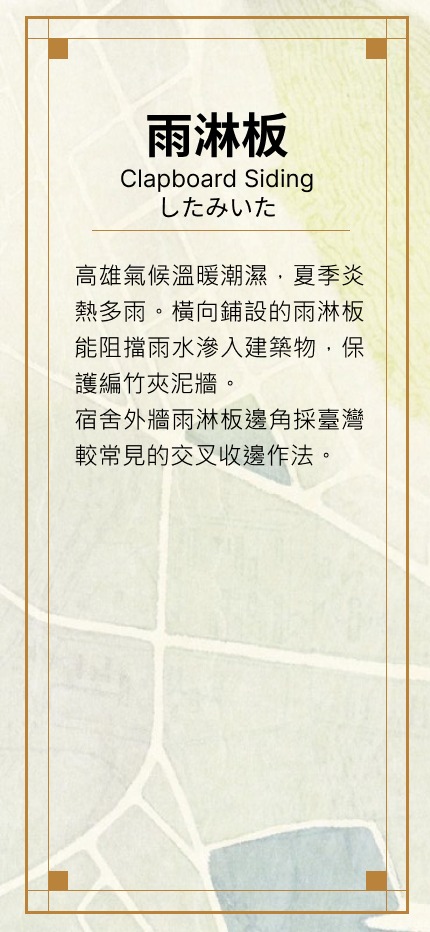 雨淋板
Clapboard Siding
したみいた
高雄氣候溫暖潮濕，夏季炎
熱多雨。橫向鋪設的雨淋板
能阻擋雨水滲入建築物，保
護編竹夾泥牆。
宿舍外牆雨淋板邊角採臺灣
較常見的交叉收邊作法。